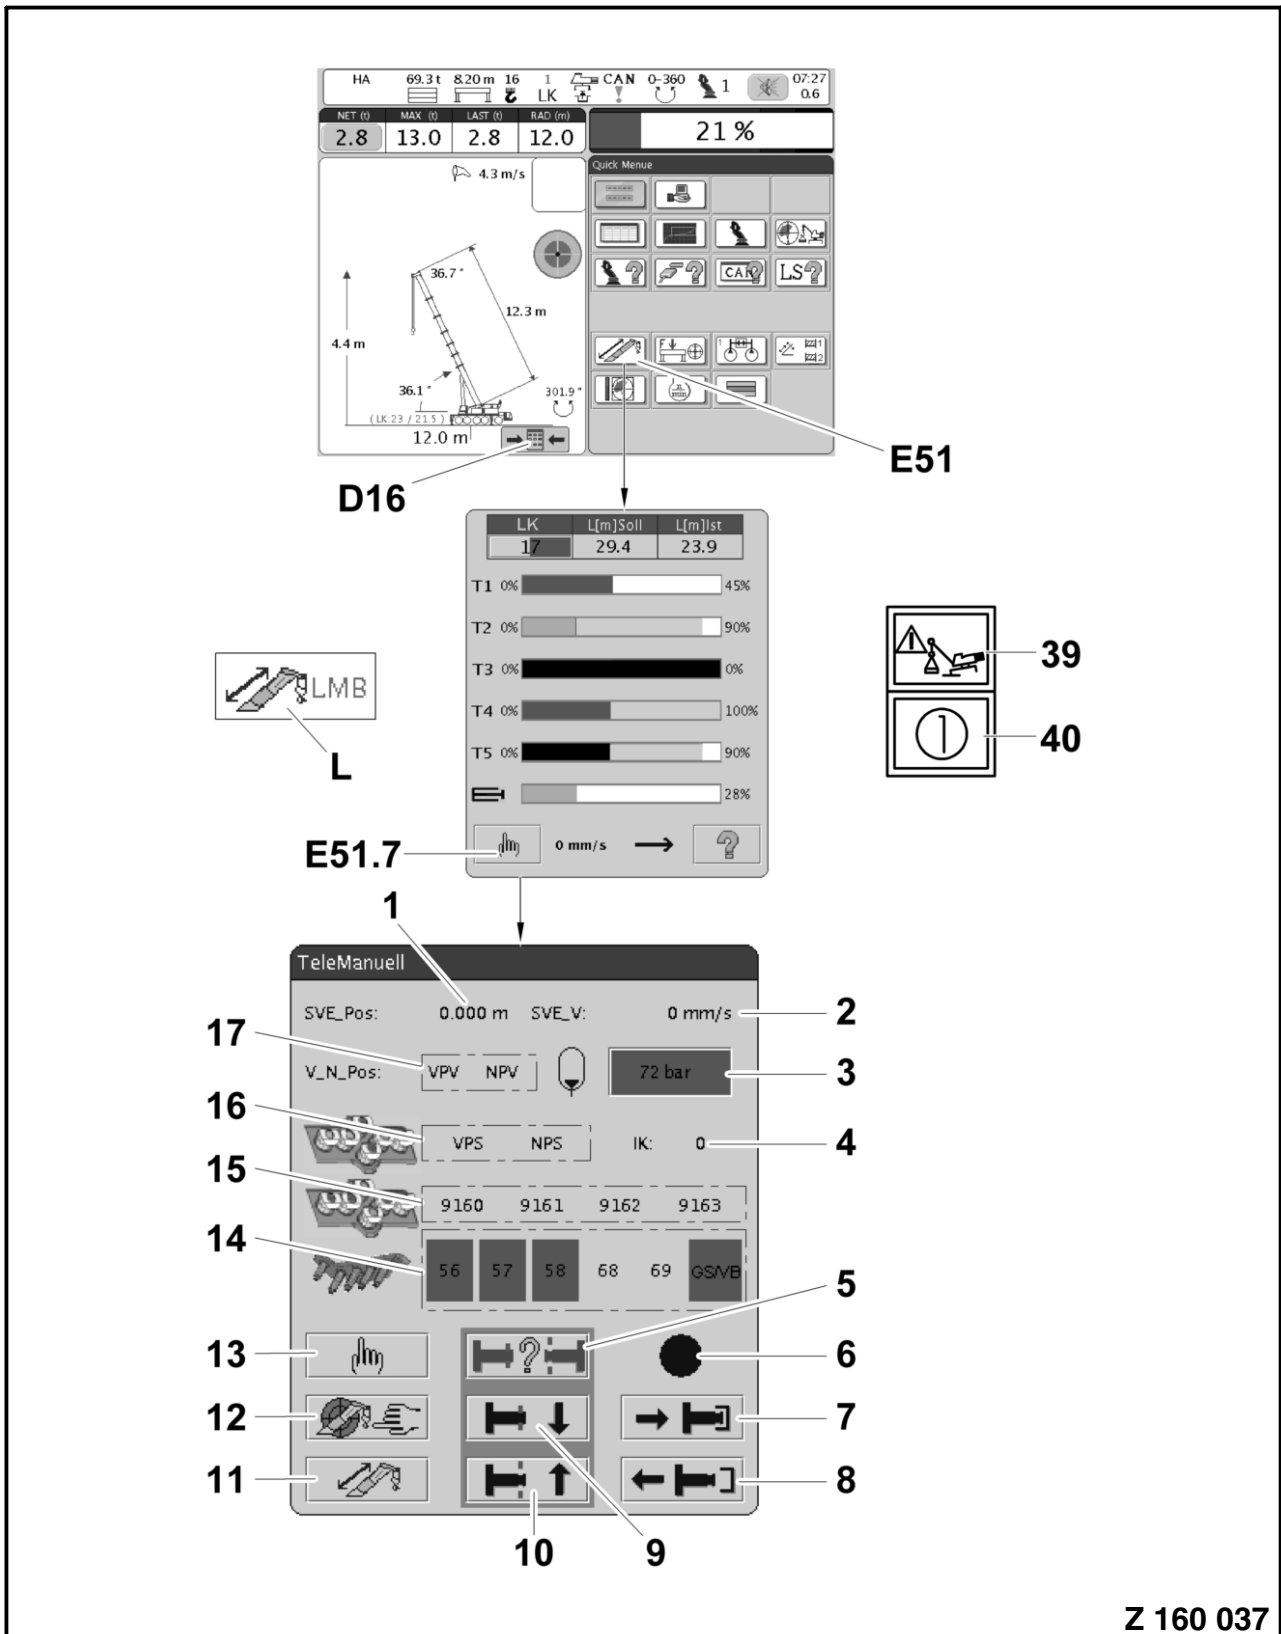 HA 69.3 t 8.20 m 16 1 LK CAN 0-360 1 07:27 0.6
NET (t) MAX (t) LAST (t) RAD (m)
2.8 13.0 2.8 12.0 21 %
Quick Menue
4.3 m/s
36.7 °
12.3 m
4.4 m
36.1 °
301.9 °
(LK:23 / 21.5 )
12.0 m
CAN LS
F 1 1 2
n min
E51
D16
LK L[m]Soll L[m]Ist
17 29.4 23.9
T1 0% 45%
T2 0% 90%
T3 0% 0%
T4 0% 100%
T5 0% 90%
28%
0 mm/s
LMB
L
39
40
E51.7
1
TeleManuell
SVE_Pos: 0.000 m SVE_V: 0 mm/s
2
17
V_N_Pos: VPV NPV 72 bar
3
16
VPS NPS IK: 0
4
15
9160 9161 9162 9163
14
56 57 58 68 69 GS/VB
5
13
6
12
7
11
8
10
9
Z 160 037